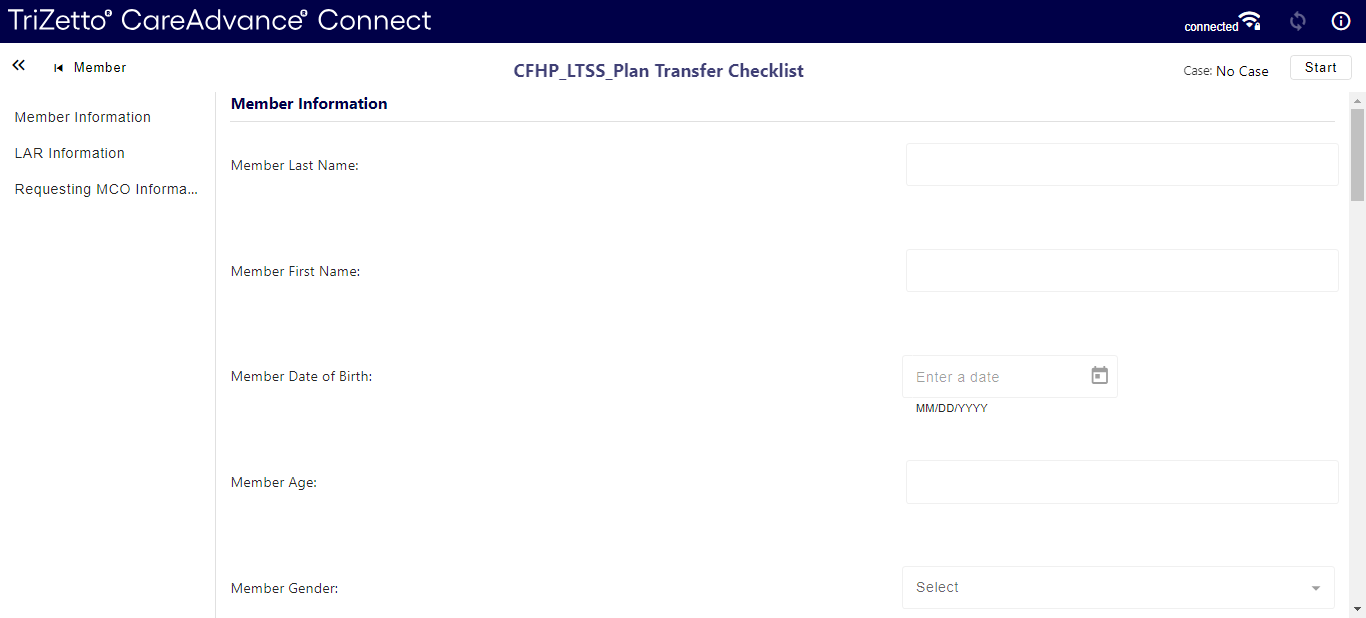 TriZetto® CareAdvance® Connect
connected
Member
CFHP_LTSS_Plan Transfer Checklist
Case: No Case
Start
Member Information
LAR Information
Requesting MCO Informa...
Member Information
Member Last Name:
Member First Name:
Member Date of Birth:
Enter a date
MM/DD/YYYY
Member Age:
Member Gender:
Select